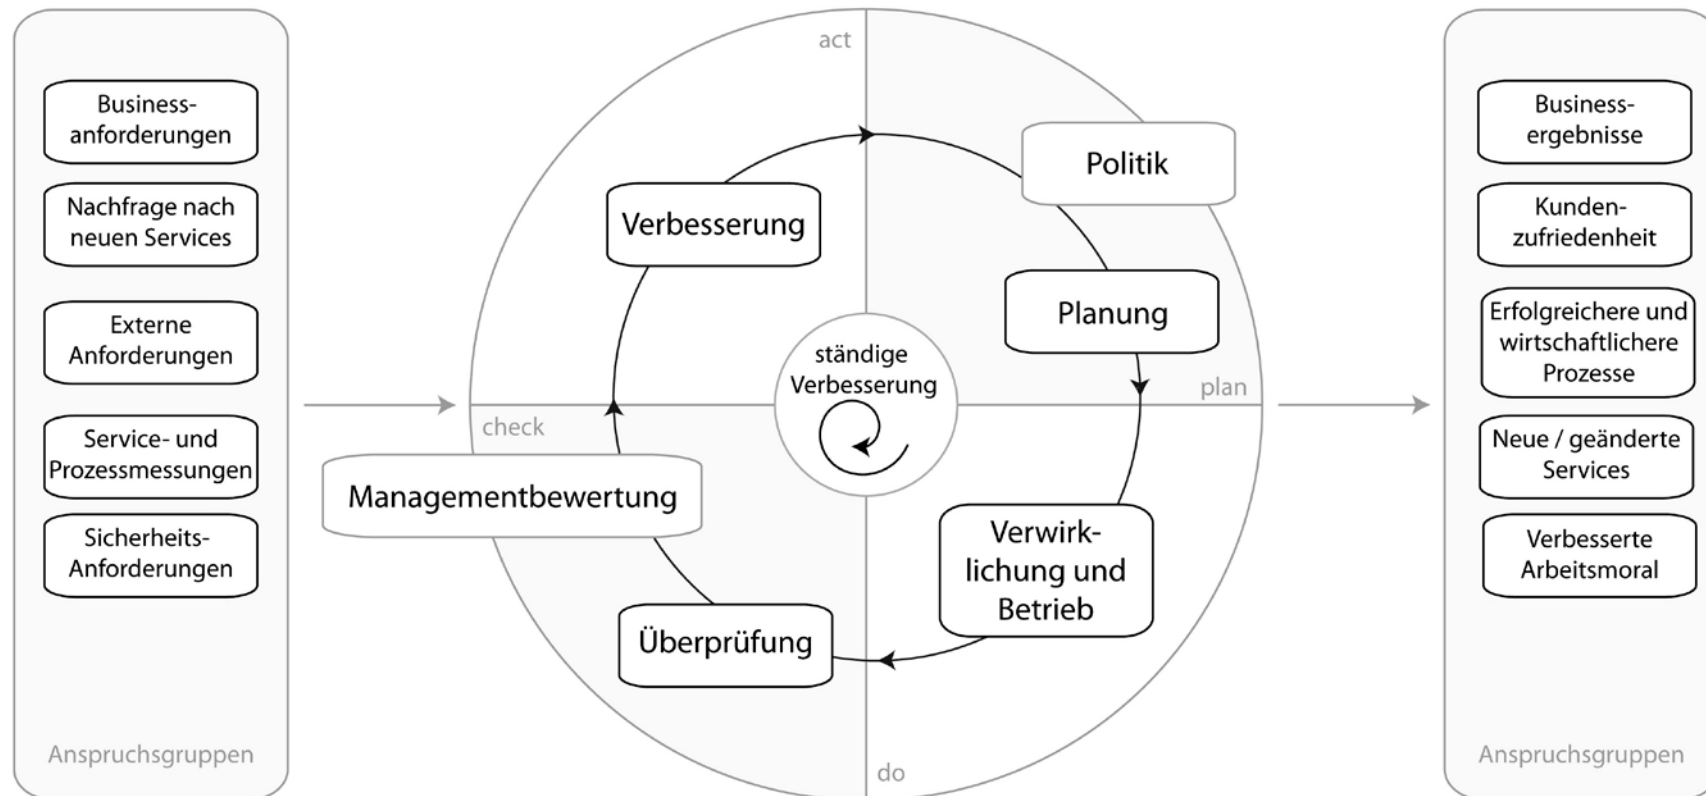 Business-
anforderungen
Nachfrage nach
neuen Services
Externe
Anforderungen
Service- und
Prozessmessungen
Sicherheits-
Anforderungen
Anspruchsgruppen
act
Politik
Verbesserung
Planung
ständige
Verbesserung
plan
check
Managementbewertung
Verwirk-
lichung und
Betrieb
Überprüfung
do
Business-
ergebnisse
Kunden-
zufriedenheit
Erfolgreichere und
wirtschaftlichere
Prozesse
Neue / geänderte
Services
Verbesserte
Arbeitsmoral
Anspruchsgruppen